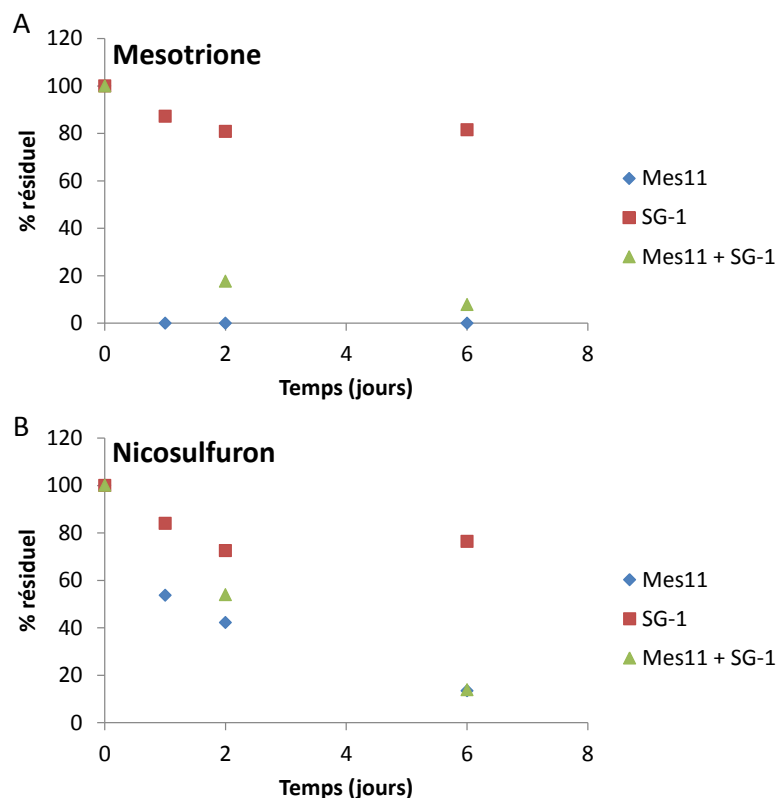 A
Mesotrione
% résiduel
120
100
80
60
40
20
0
0 2 4 6 8
Temps (jours)
Mes11
SG-1
Mes11 + SG-1
B
Nicosulfuron
% résiduel
120
100
80
60
40
20
0
0 2 4 6 8
Temps (jours)
Mes11
SG-1
Mes11 + SG-1